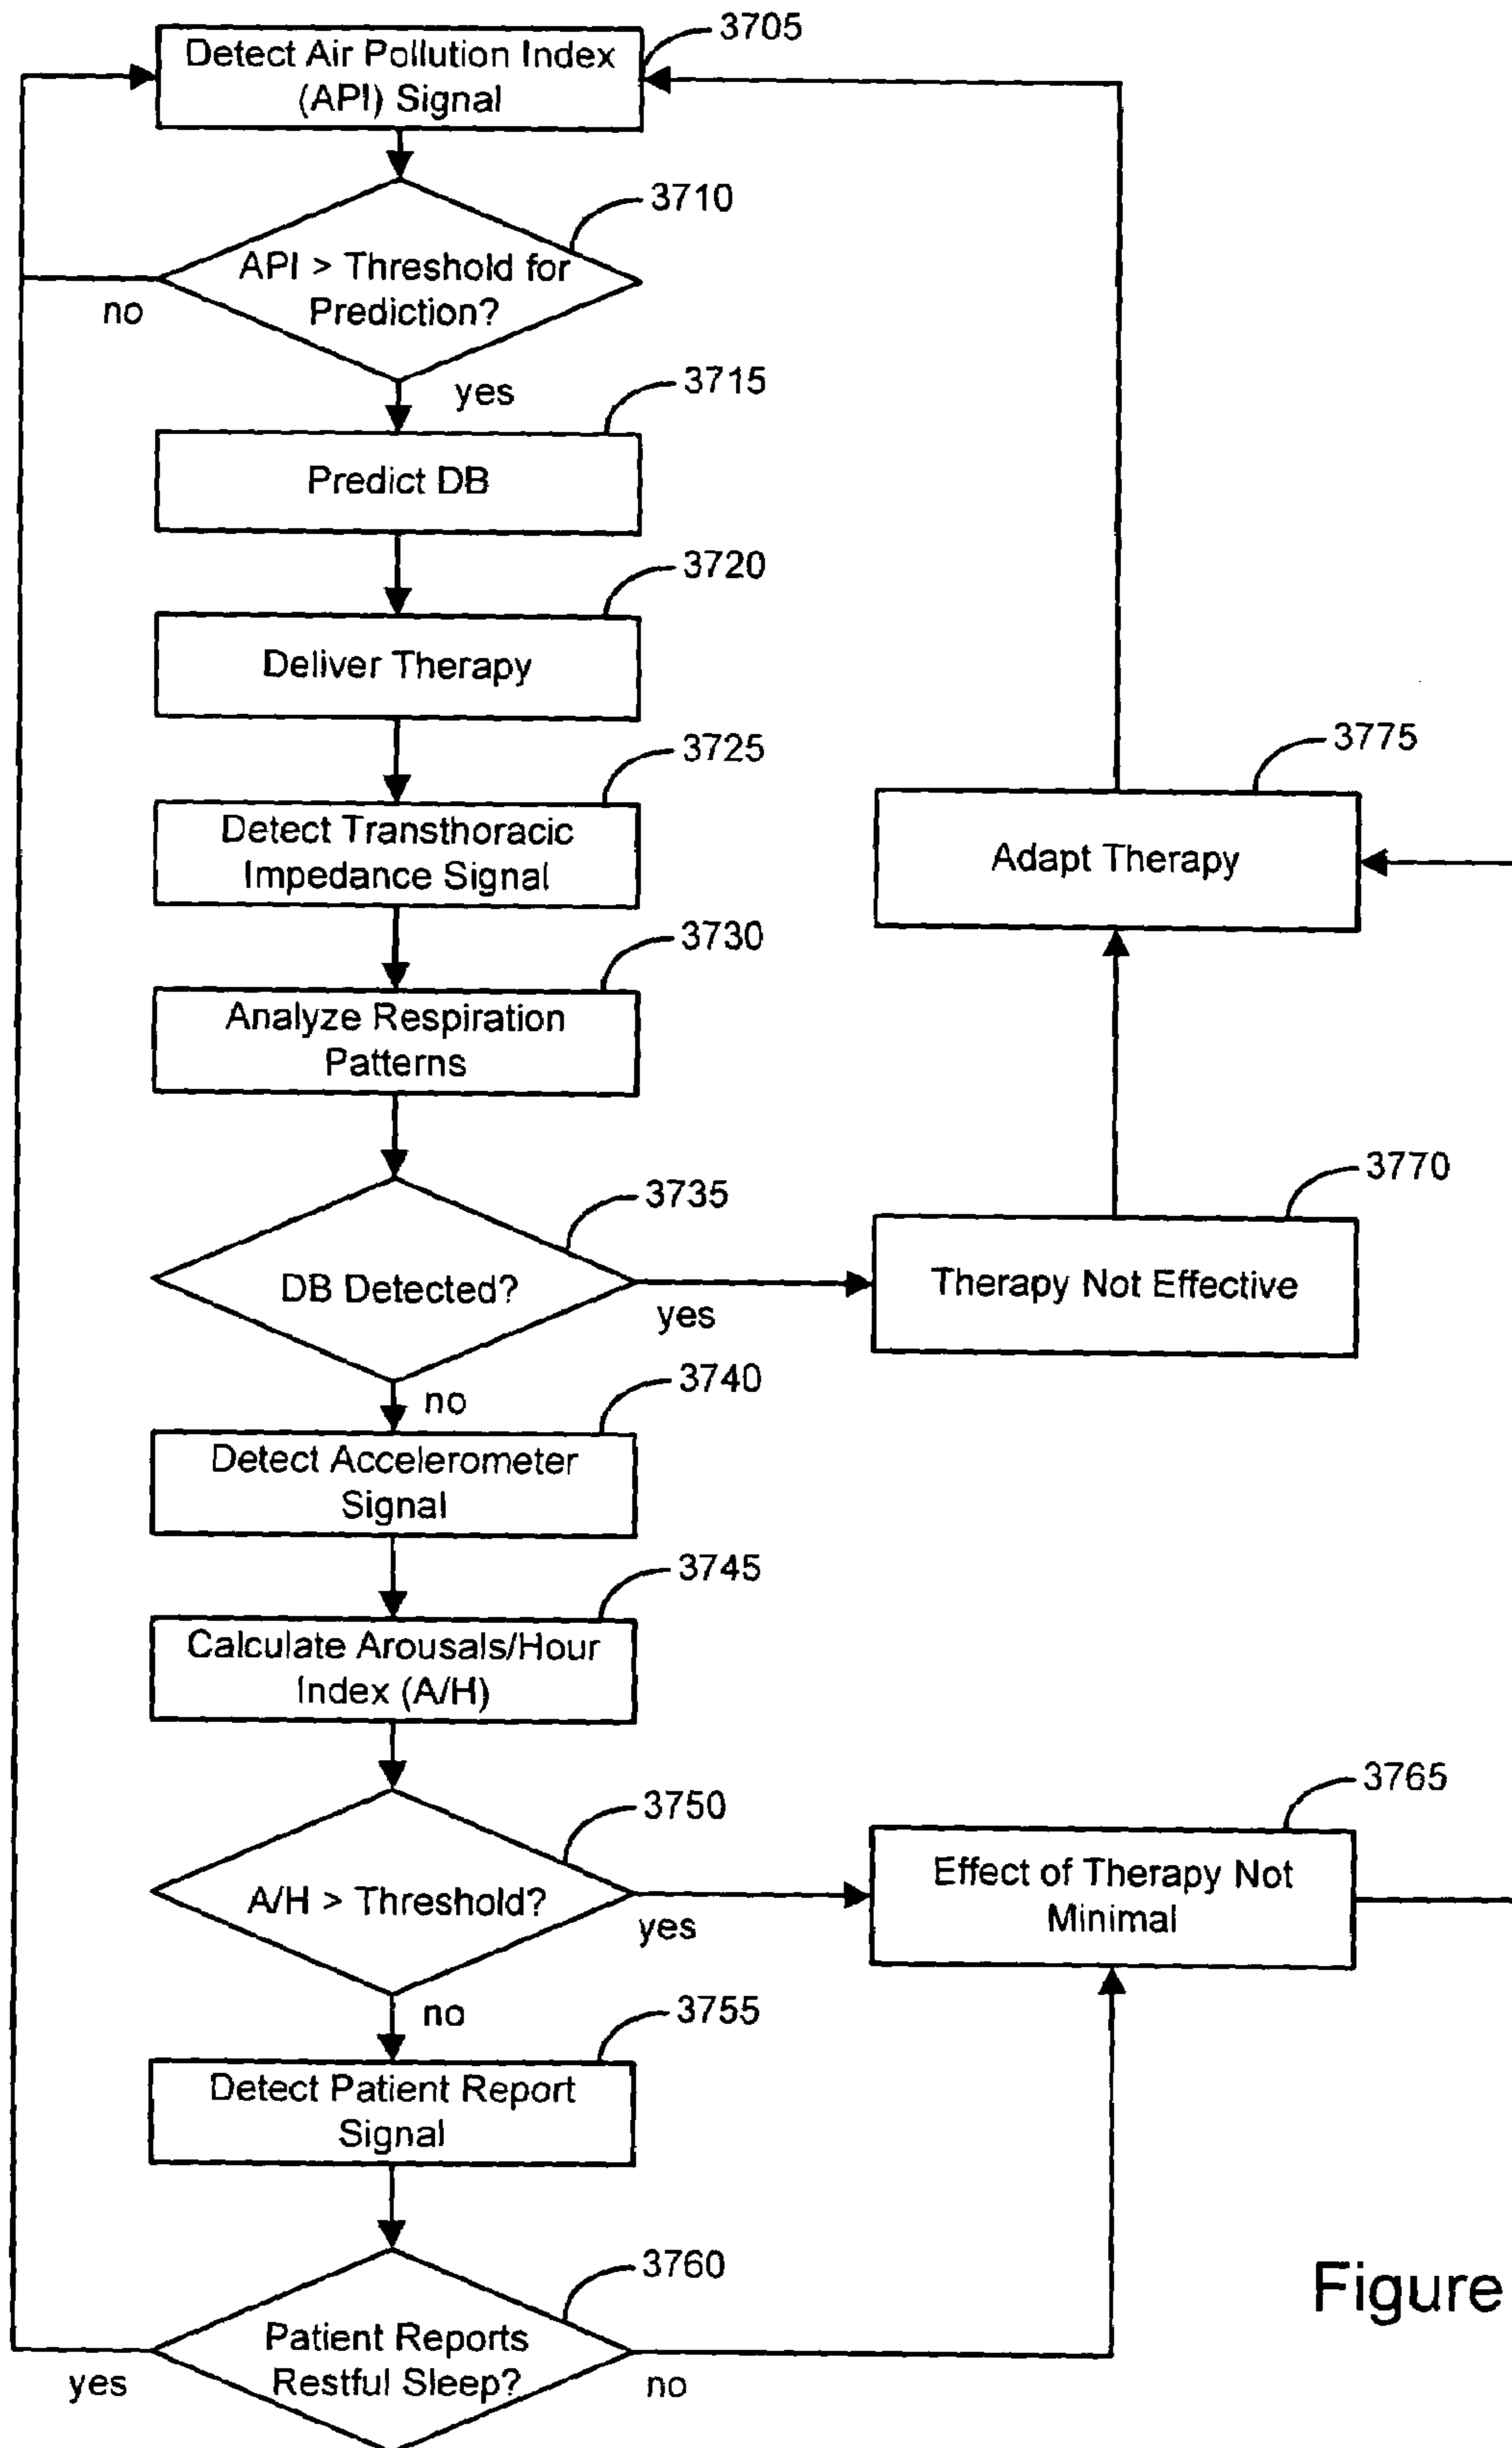 3705
Detect Air Pollution Index
(API) Signal
3710
API > Threshold for
Prediction?
no
yes
3715
Predict DB
3720
Deliver Therapy
3725
Detect Transthoracic
Impedance Signal
3775
Adapt Therapy
3730
Analyze Respiration
Patterns
3735
DB Detected?
yes
no
3770
Therapy Not Effective
3740
Detect Accelerometer
Signal
3745
Calculate Arousals/Hour
Index (A/H)
3750
A/H > Threshold?
yes
no
3765
Effect of Therapy Not
Minimal
3755
Detect Patient Report
Signal
3760
Patient Reports
Restful Sleep?
yes
no
Figure